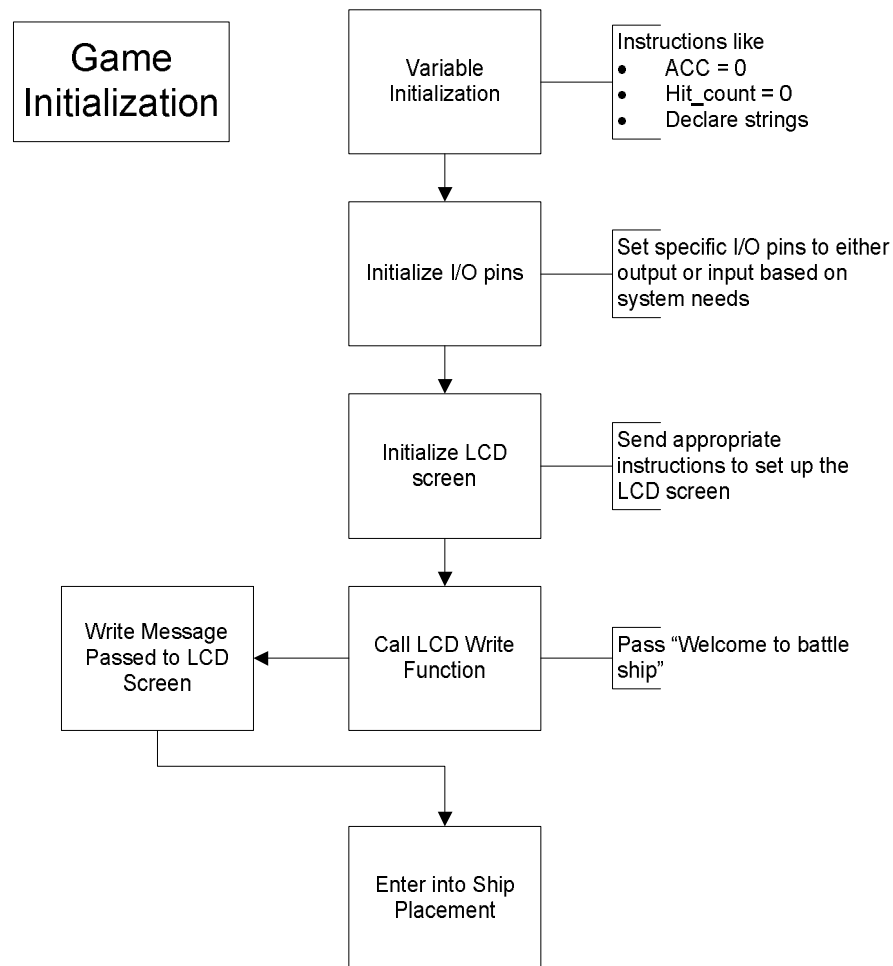 Game
Initialization
Variable
Initialization
Instructions like
• ACC = 0
• Hit_count = 0
• Declare strings
Initialize I/O pins
Set specific I/O pins to either
output or input based on
system needs
Initialize LCD
screen
Send appropriate
instructions to set up the
LCD screen
Write Message
Passed to LCD
Screen
Call LCD Write
Function
Pass “Welcome to battle
ship”
Enter into Ship
Placement